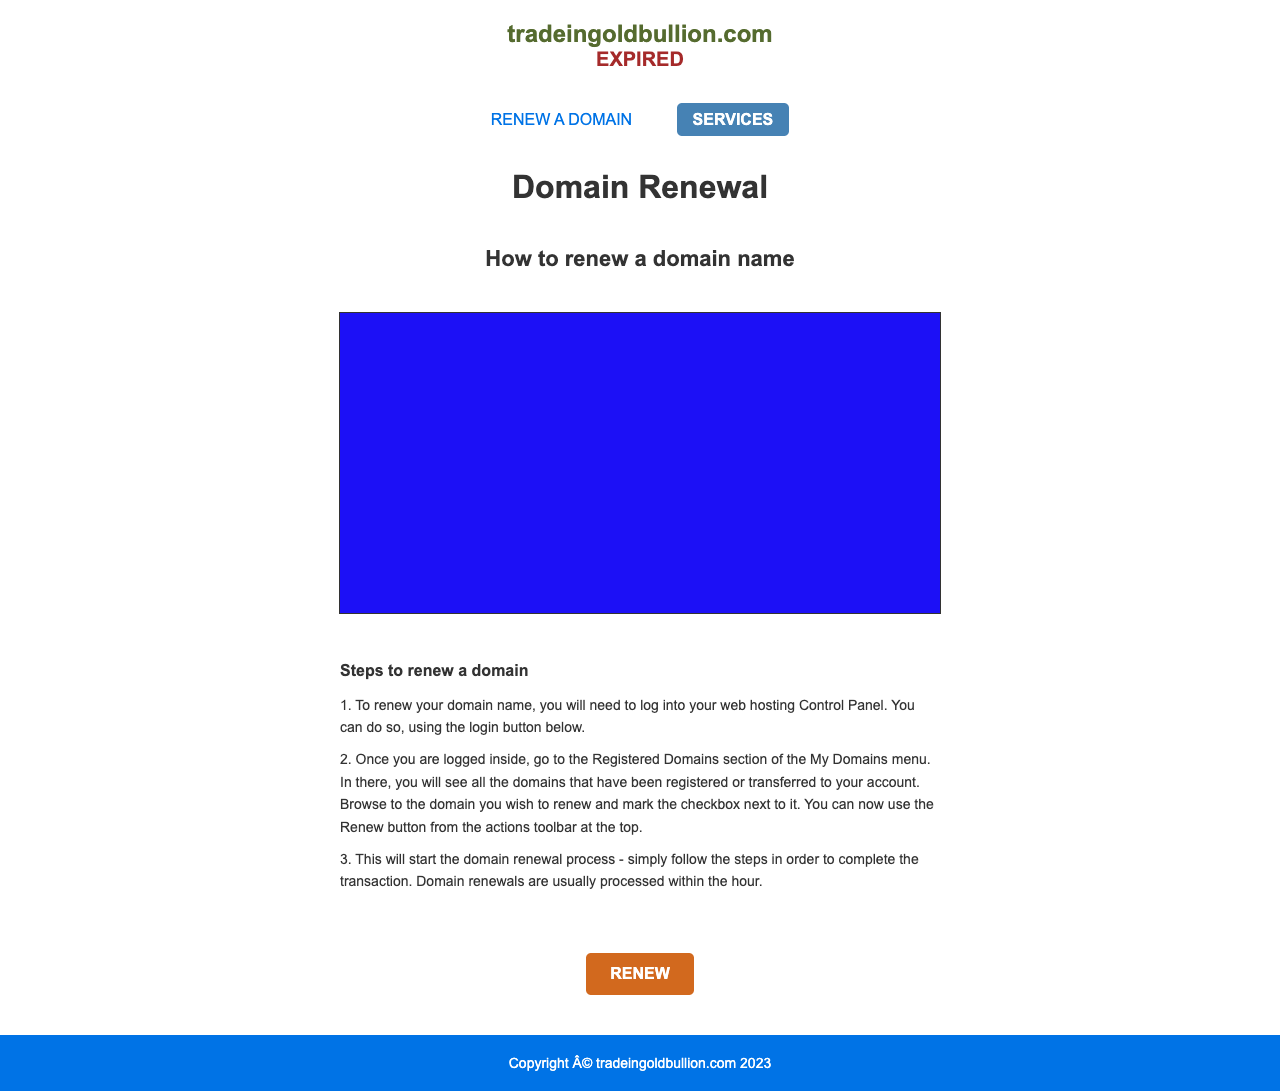 tradeingoldbullion.com
EXPIRED
RENEW A DOMAIN
SERVICES
Domain Renewal
How to renew a domain name
Steps to renew a domain
1. To renew your domain name, you will need to log into your web hosting Control Panel. You
can do so, using the login button below.
2. Once you are logged inside, go to the Registered Domains section of the My Domains menu.
In there, you will see all the domains that have been registered or transferred to your account.
Browse to the domain you wish to renew and mark the checkbox next to it. You can now use the
Renew button from the actions toolbar at the top.
3. This will start the domain renewal process - simply follow the steps in order to complete the
transaction. Domain renewals are usually processed within the hour.
RENEW
Copyright Â© tradeingoldbullion.com 2023